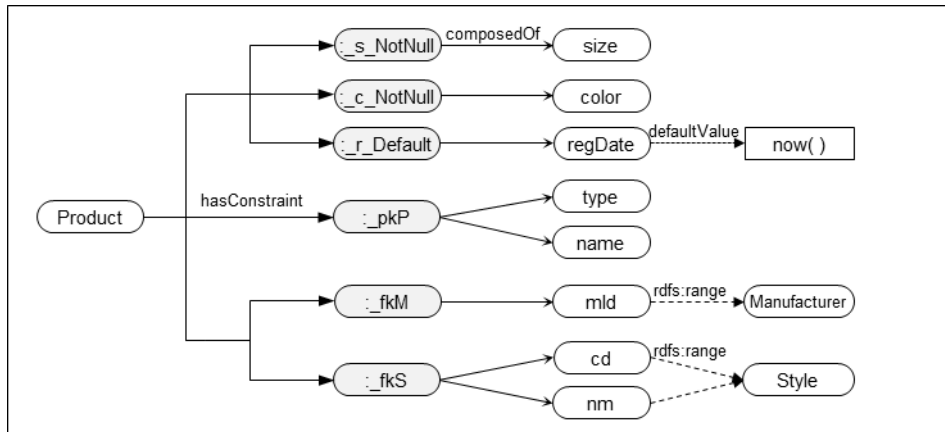 composedOf
:_s_NotNull
size
:_c_NotNull
color
:_r_Default
regDate
defaultValue
now( )
hasConstraint
Product
:_pkP
type
name
:_fkM
mId
rdfs:range
Manufacturer
:_fkS
cd
rdfs:range
nm
Style